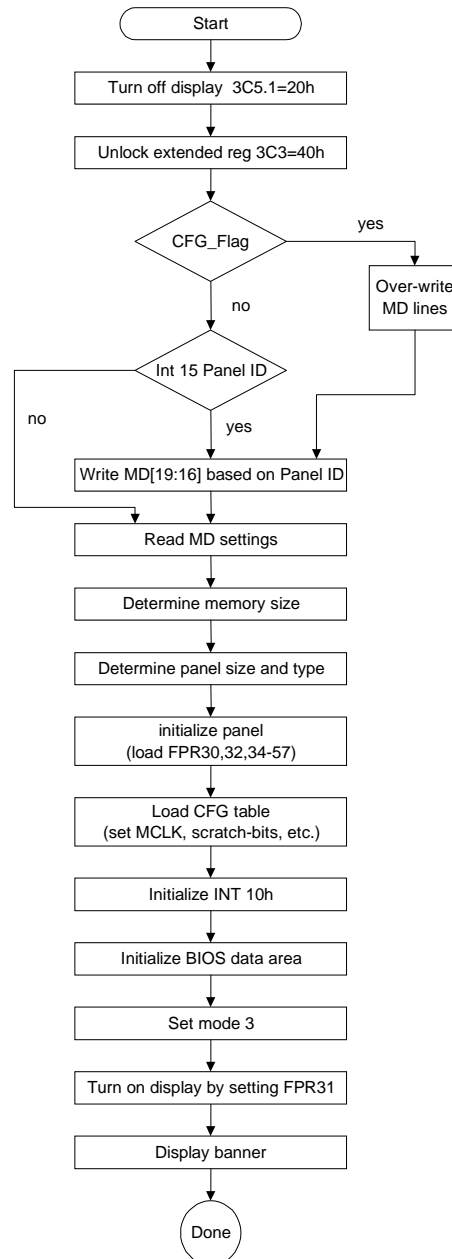 Start
Turn off display 3C5.1=20h
Unlock extended reg 3C3=40h
CFG_Flag
yes
Over-write
MD lines
no
Int 15 Panel ID
no
yes
Write MD[19:16] based on Panel ID
Read MD settings
Determine memory size
Determine panel size and type
initialize panel
(load FPR30,32,34-57)
Load CFG table
(set MCLK, scratch-bits, etc.)
Initialize INT 10h
Initialize BIOS data area
Set mode 3
Turn on display by setting FPR31
Display banner
Done